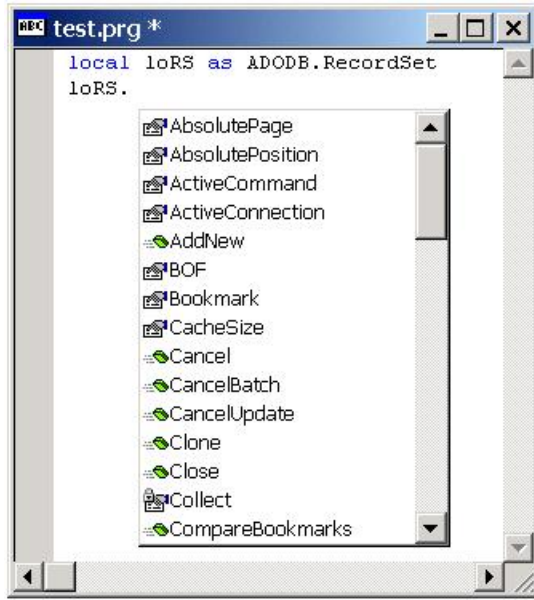 ABC test.prg *
local loRS as ADODB.RecordSet
loRS.
AbsolutePage
AbsolutePosition
ActiveCommand
ActiveConnection
AddNew
BOF
Bookmark
CacheSize
Cancel
CancelBatch
CancelUpdate
Clone
Close
Collect
CompareBookmarks